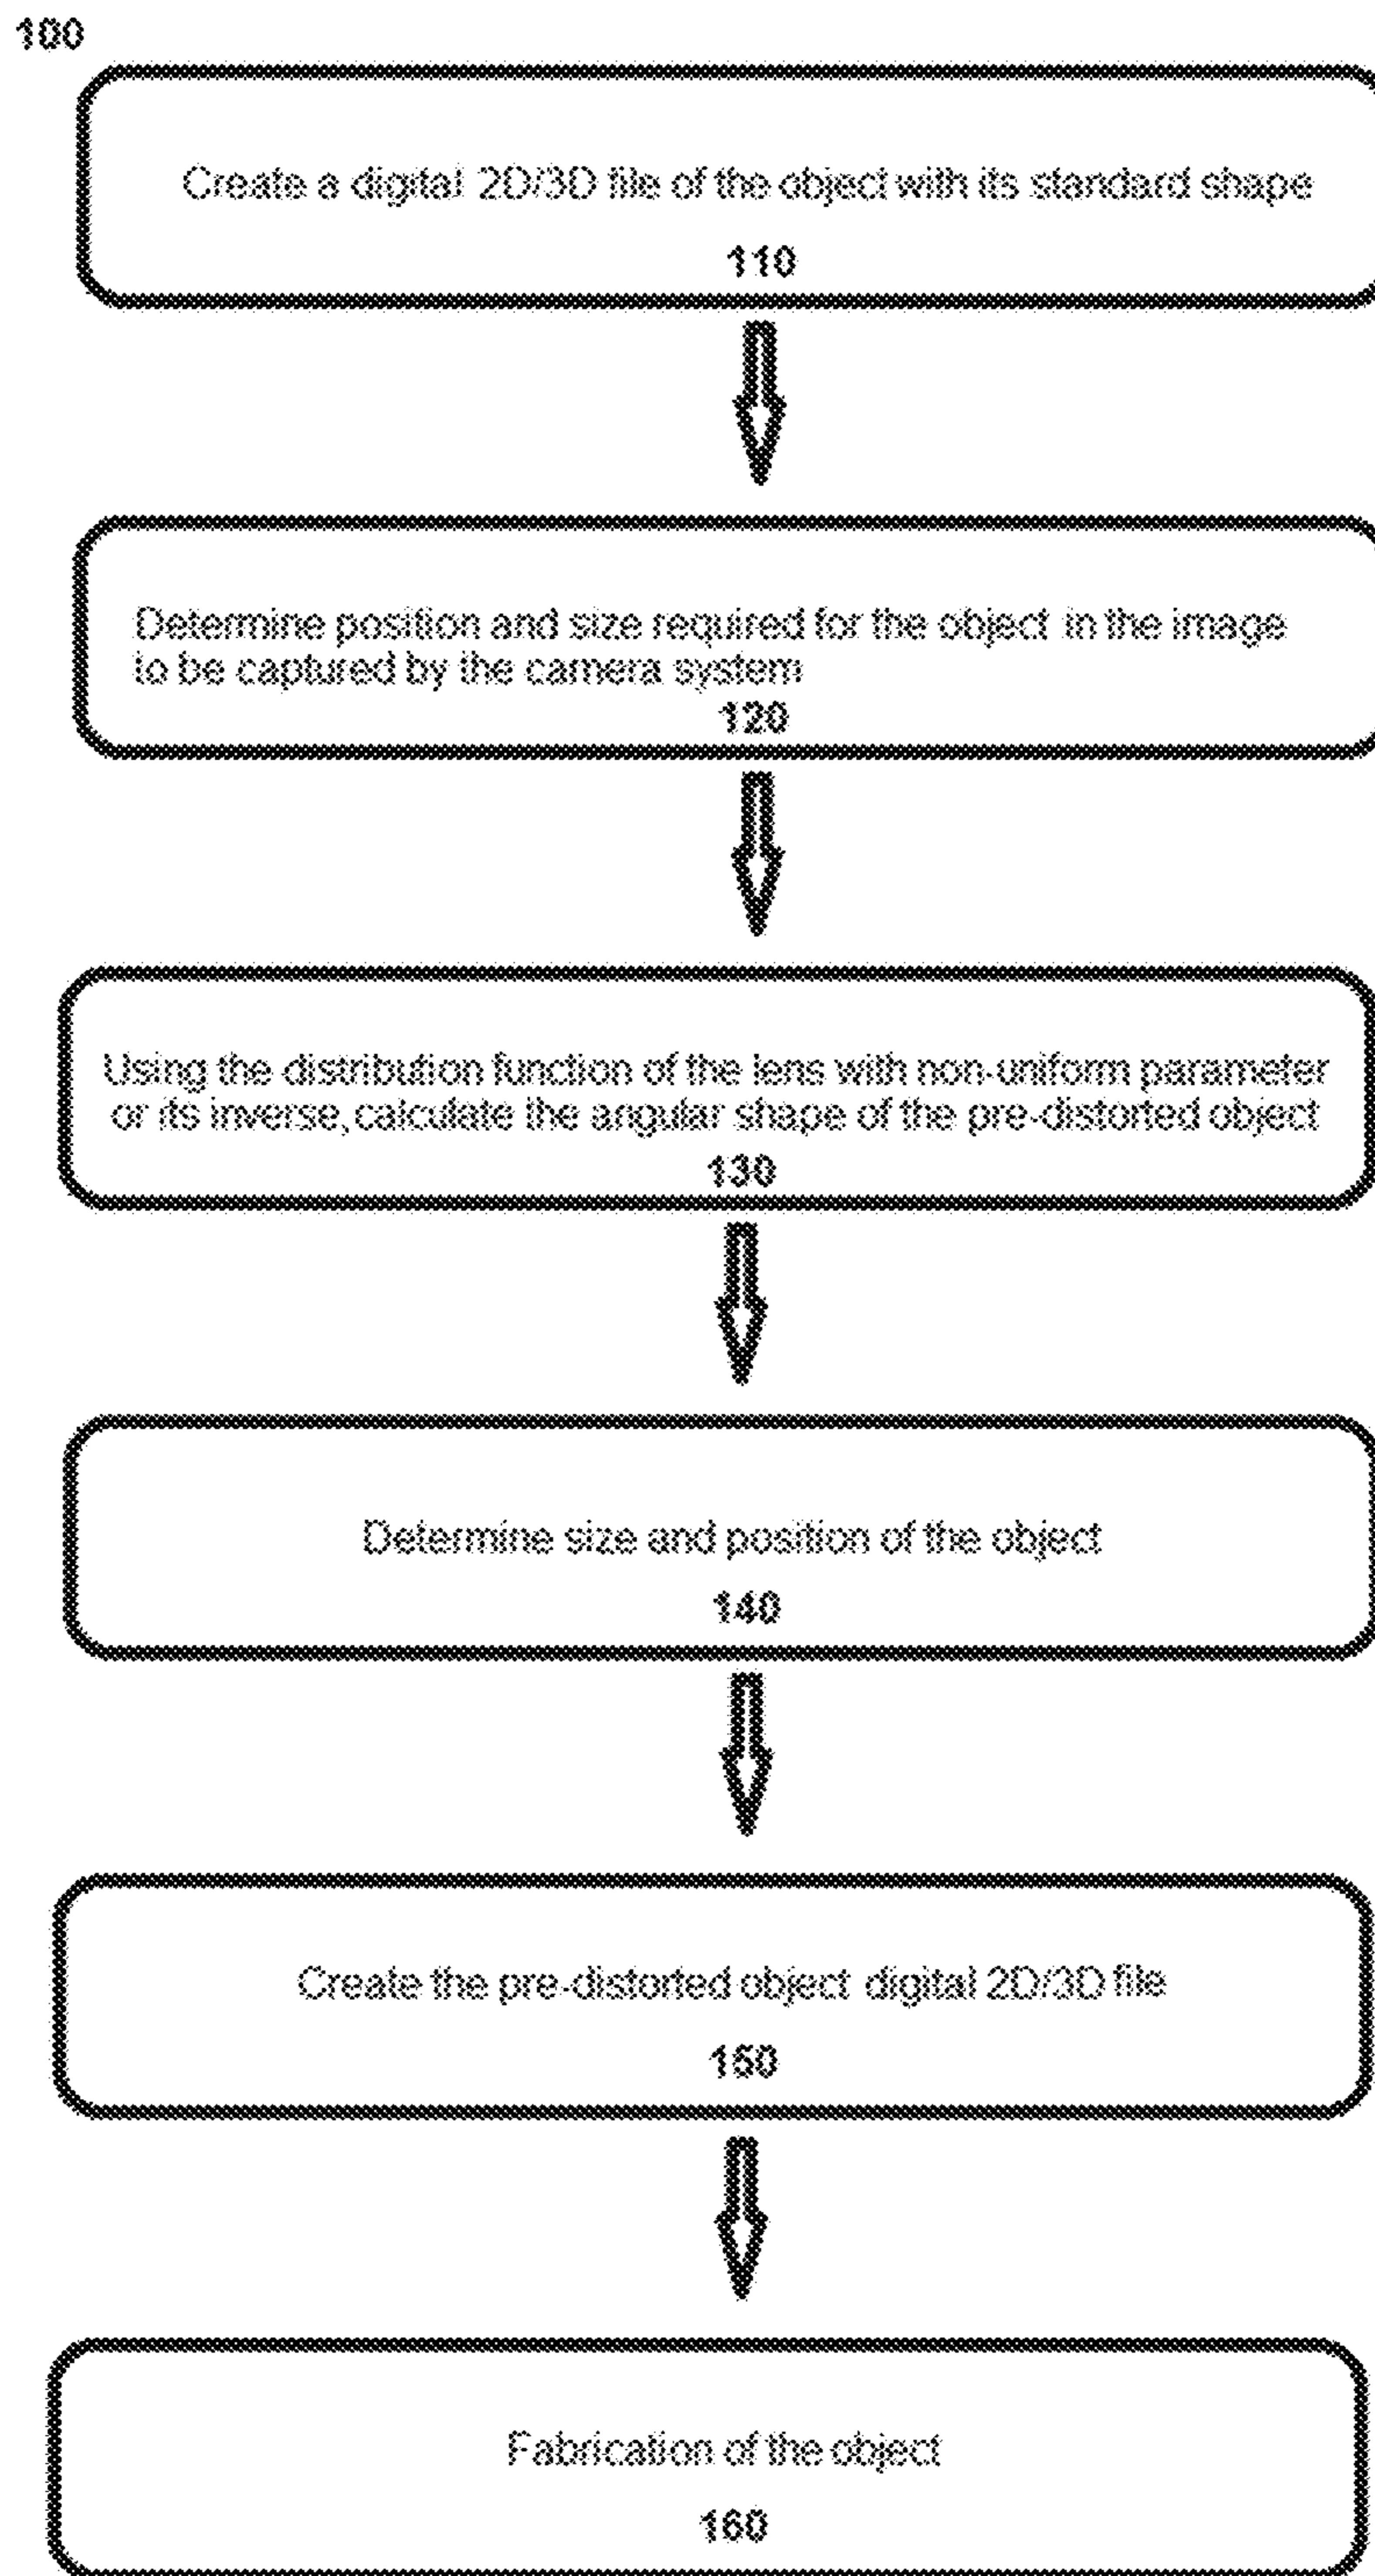 100
Create a digital 2D/3D file of the object with its standard shape
110
Determine position and size required for the object in the image
to be captured by the camera system
120
Using the distribution function of the lens with non-uniform parameter
or its inverse, calculate the angular shape of the pre-distorted object
130
Determine size and position of the object
140
Create the pre-distorted object digital 2D/3D file
150
Fabrication of the object
160